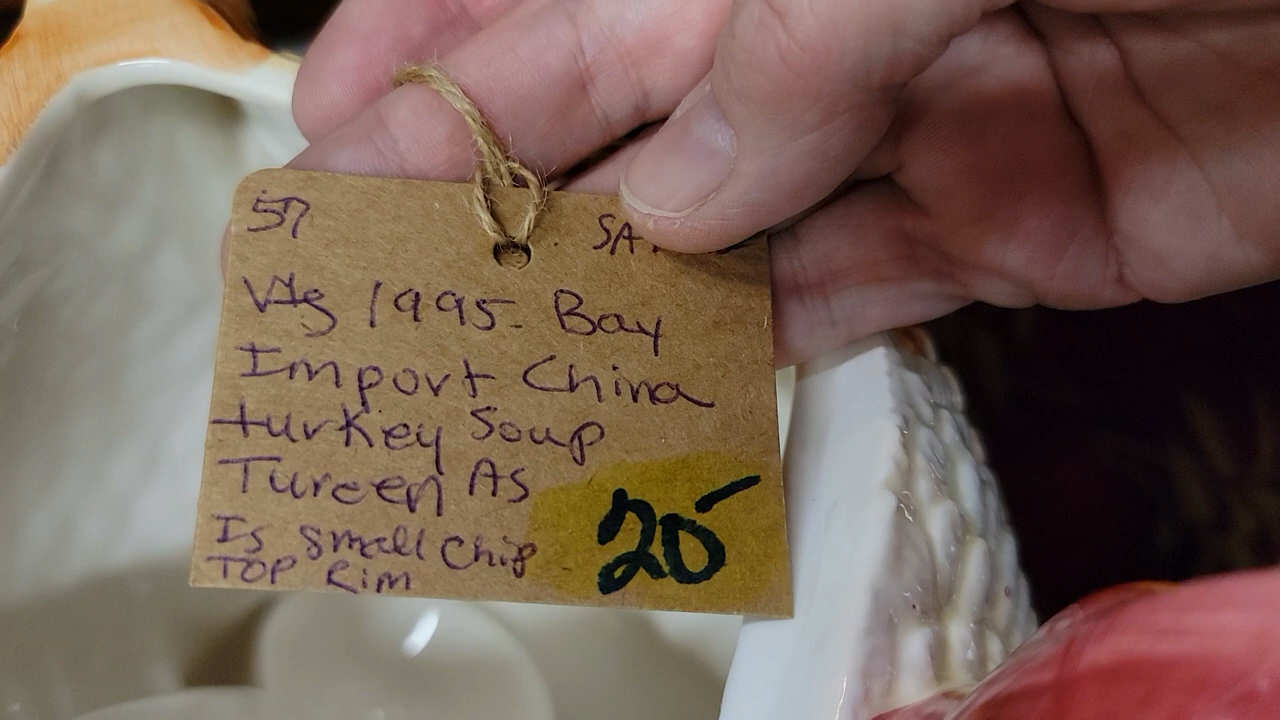 57
Vtg 1995- Bay
Import China
turkey Soup
Tureen As
Is small Chip
Top Rim
20-